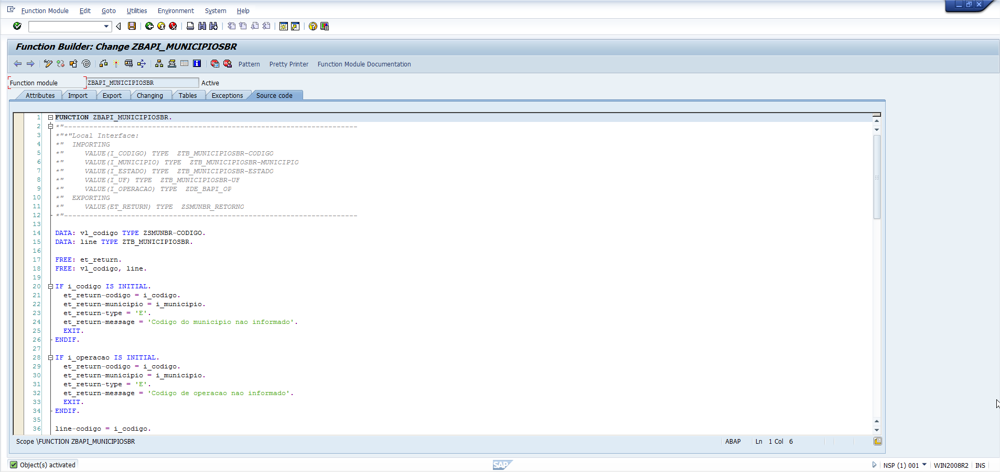 Function Module Edit Goto Utilities Environment System Help
Function Builder: Change ZBAPI_MUNICIPIOSBR
Pattern Pretty Printer Function Module Documentation
Function module ZBAPI_MUNICIPIOSBR Active
Attributes Import Export Changing Tables Exceptions Source code
1 FUNCTION ZBAPI_MUNICIPIOSBR.
2 *"----------------------------------------------------------------------
3 *"*"Local Interface:
4 *"  IMPORTING
5 *"     VALUE(I_CODIGO) TYPE  ZTB_MUNICIPIOSBR-CODIGO
6 *"     VALUE(I_MUNICIPIO) TYPE  ZTB_MUNICIPIOSBR-MUNICIPIO
7 *"     VALUE(I_ESTADO) TYPE  ZTB_MUNICIPIOSBR-ESTADO
8 *"     VALUE(I_UF) TYPE  ZTB_MUNICIPIOSBR-UF
9 *"     VALUE(I_OPERACAO) TYPE  ZDE_BAPI_OP
10 *"  EXPORTING
11 *"     VALUE(ET_RETURN) TYPE  ZSMUNBR_RETORNO
12 *"----------------------------------------------------------------------
13
14 DATA: vl_codigo TYPE ZSMUNBR-CODIGO.
15 DATA: line TYPE ZTB_MUNICIPIOSBR.
16
17 FREE: et_return.
18 FREE: vl_codigo, line.
19
20 IF i_codigo IS INITIAL.
21   et_return-codigo = i_codigo.
22   et_return-municipio = i_municipio.
23   et_return-type = 'E'.
24   et_return-message = 'Codigo do municipio nao informado'.
25   EXIT.
26 ENDIF.
27
28 IF i_operacao IS INITIAL.
29   et_return-codigo = i_codigo.
30   et_return-municipio = i_municipio.
31   et_return-type = 'E'.
32   et_return-message = 'Codigo de operacao nao informado'.
33   EXIT.
34 ENDIF.
35
36 line-codigo = i_codigo.
Scope \FUNCTION ZBAPI_MUNICIPIOSBR ABAP Ln 1 Col 6
Object(s) activated SAP NSP (1) 001 WIN2008R2 INS